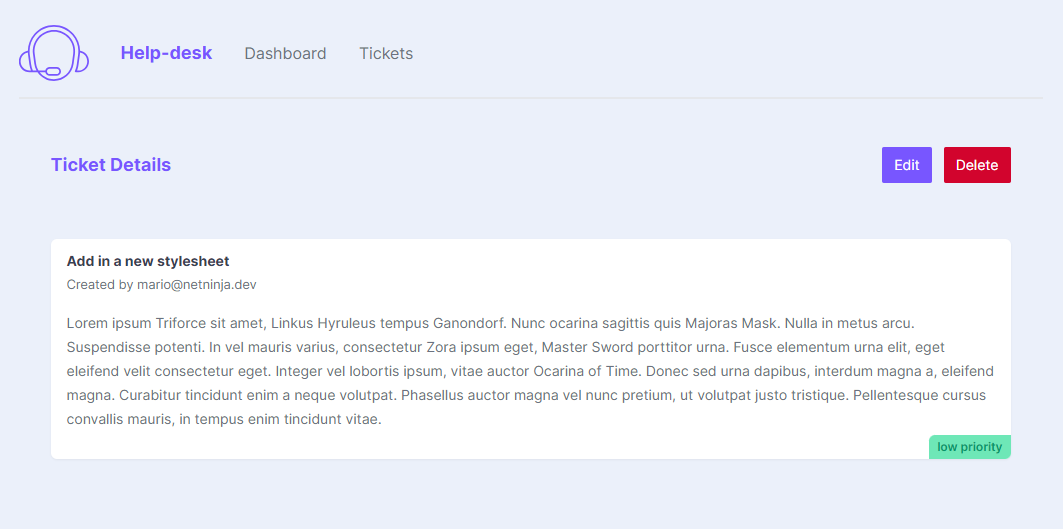 Help-desk Dashboard Tickets
Ticket Details Edit Delete
Add in a new stylesheet
Created by mario@netninja.dev
Lorem ipsum Triforce sit amet, Linkus Hyruleus tempus Ganondorf. Nunc ocarina sagittis quis Majoras Mask. Nulla in metus arcu.
Suspendisse potenti. In vel mauris varius, consectetur Zora ipsum eget, Master Sword porttitor urna. Fusce elementum urna elit, eget
eleifend velit consectetur eget. Integer vel lobortis ipsum, vitae auctor Ocarina of Time. Donec sed urna dapibus, interdum magna a, eleifend
magna. Curabitur tincidunt enim a neque volutpat. Phasellus auctor magna vel nunc pretium, ut volutpat justo tristique. Pellentesque cursus
convallis mauris, in tempus enim tincidunt vitae.
low priority